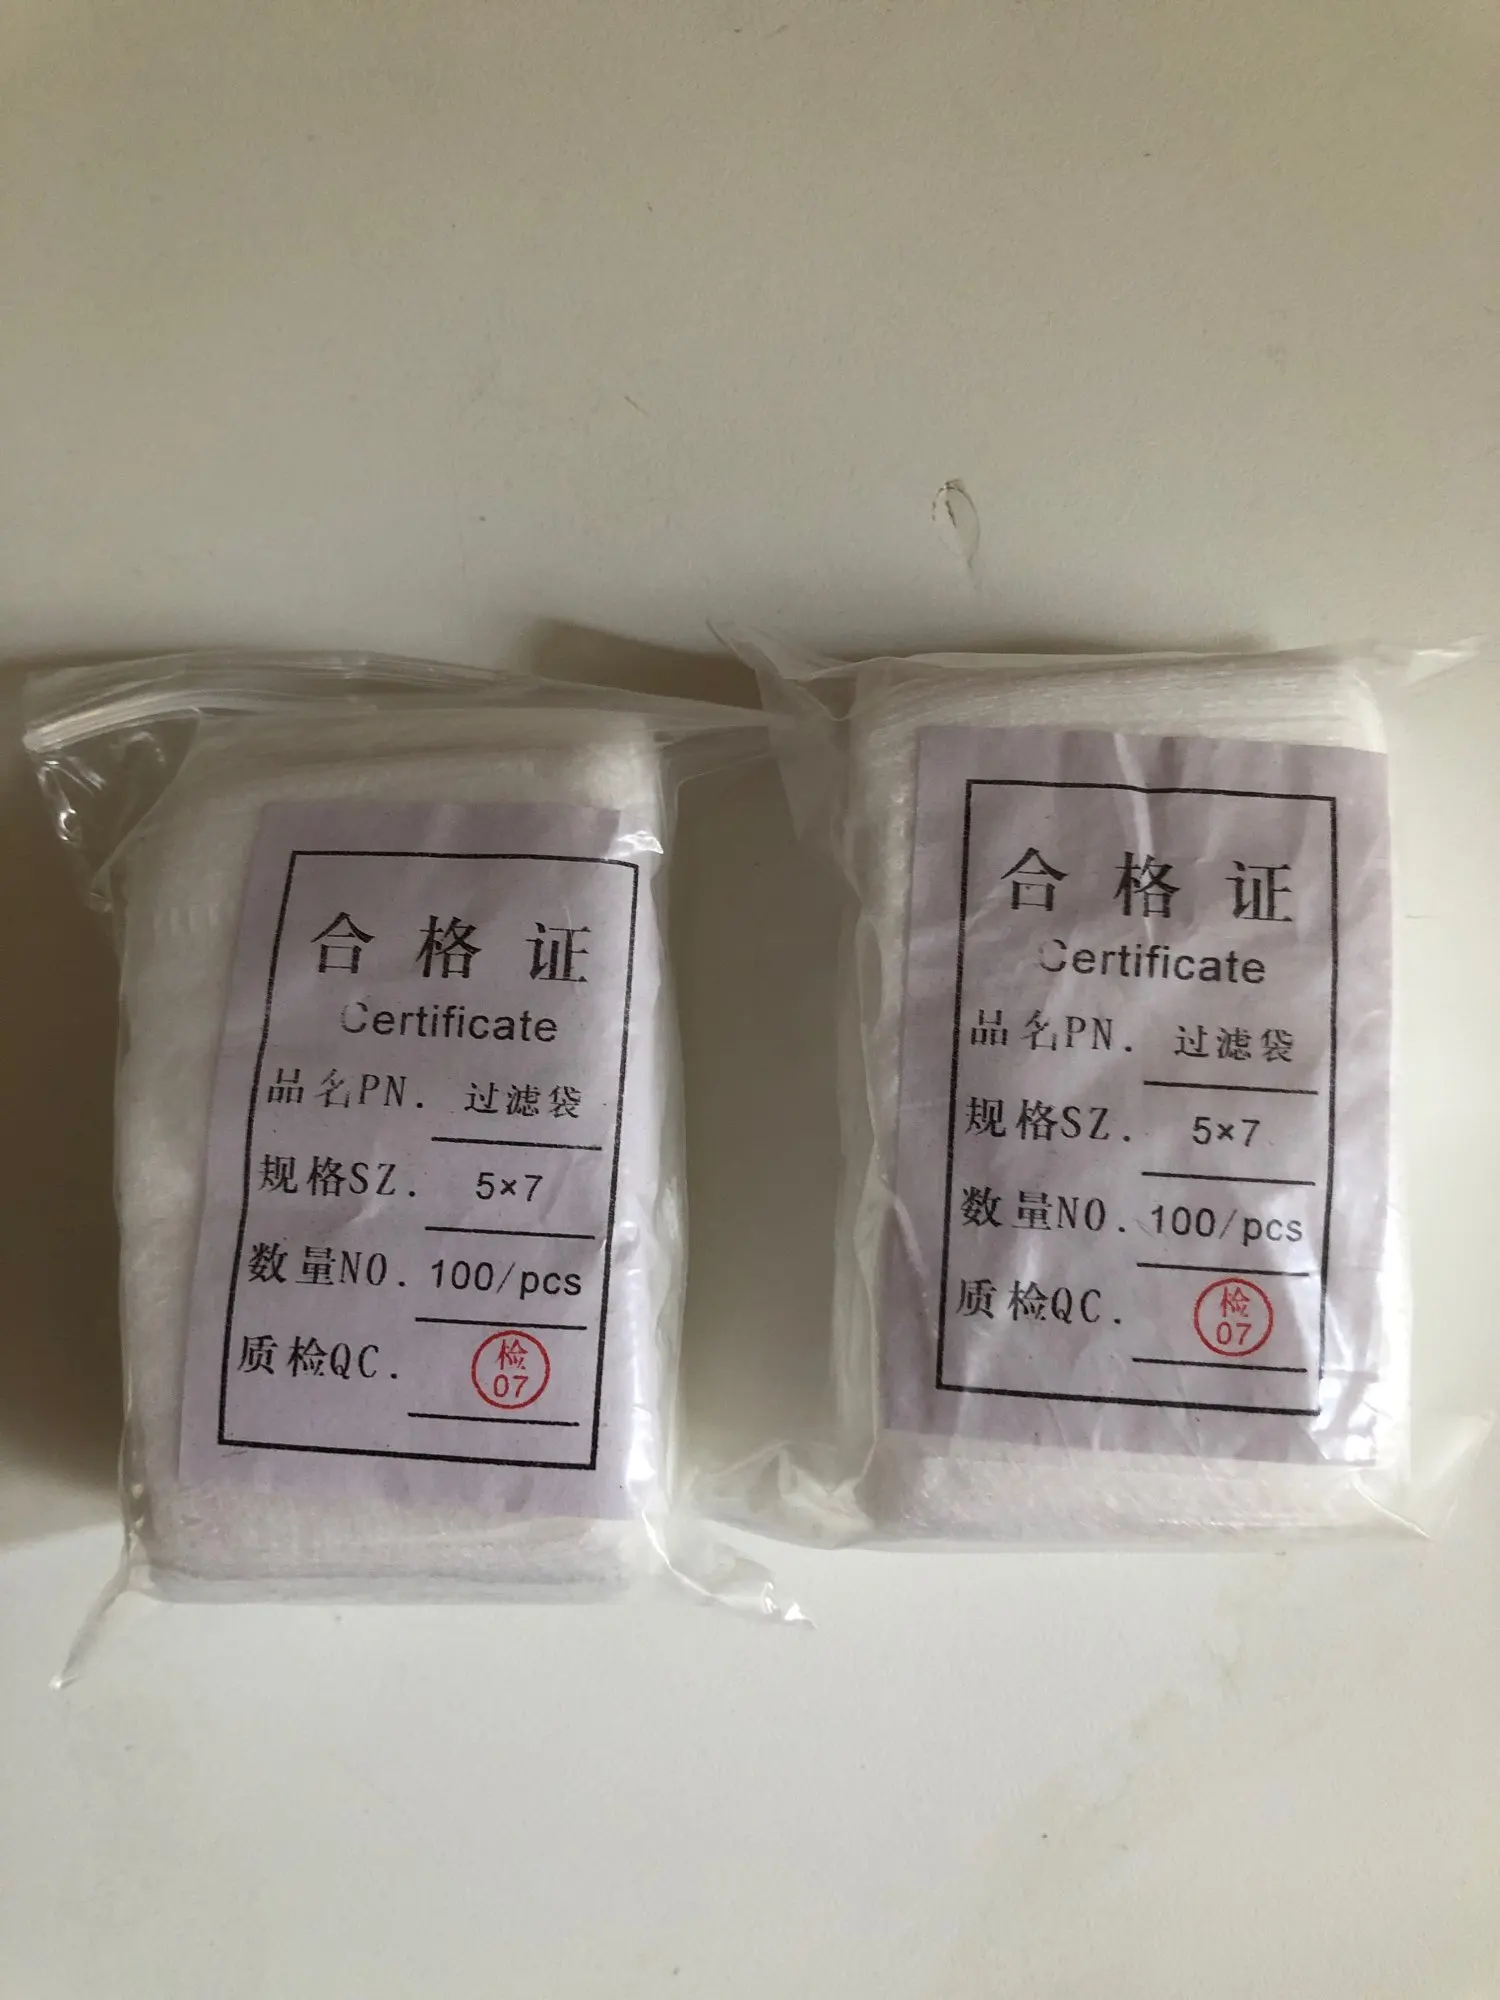 合格证
Certificate
品名PN. 过滤袋
规格SZ. 5×7
数量NO. 100/pcs
质检QC. 检
07
合格证
Certificate
品名PN. 过滤袋
规格SZ. 5×7
数量NO. 100/pcs
质检QC. 检
07